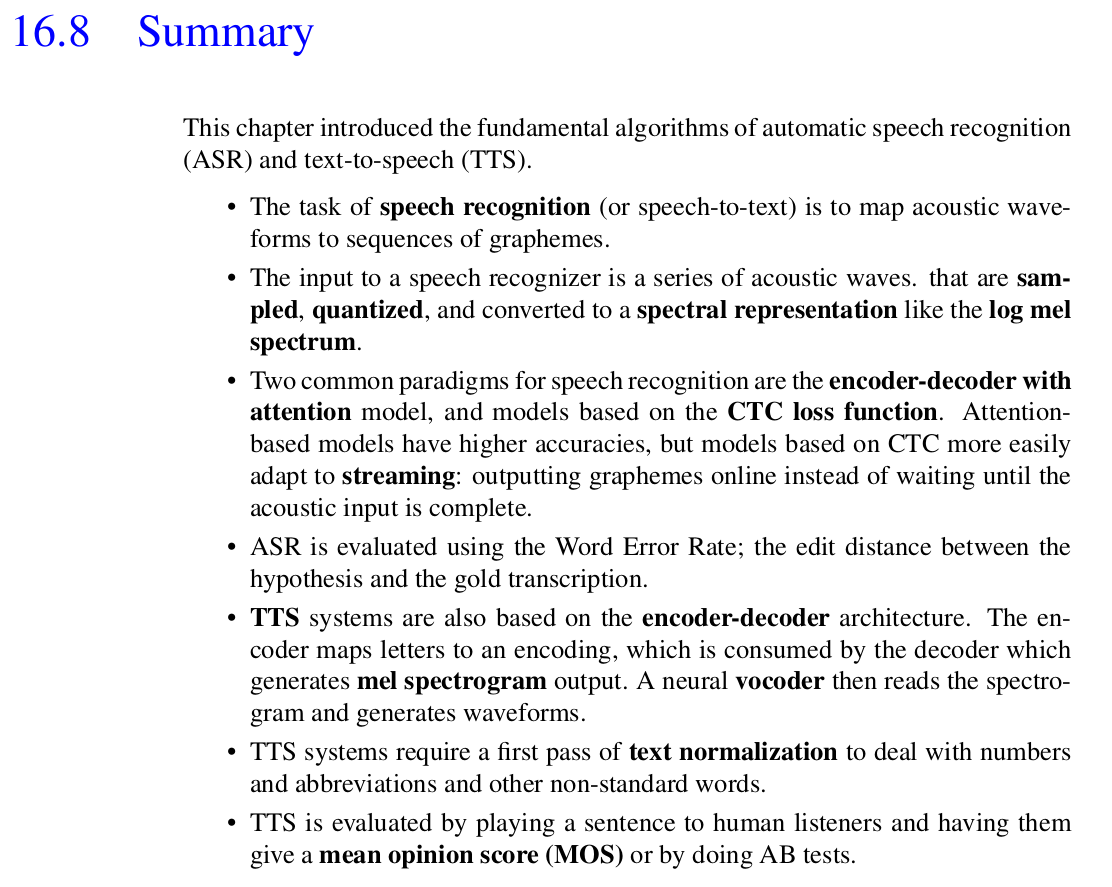 16.8 Summary
This chapter introduced the fundamental algorithms of automatic speech recognition
(ASR) and text-to-speech (TTS).
• The task of speech recognition (or speech-to-text) is to map acoustic wave-
forms to sequences of graphemes.
• The input to a speech recognizer is a series of acoustic waves. that are sam-
pled, quantized, and converted to a spectral representation like the log mel
spectrum.
• Two common paradigms for speech recognition are the encoder-decoder with
attention model, and models based on the CTC loss function. Attention-
based models have higher accuracies, but models based on CTC more easily
adapt to streaming: outputting graphemes online instead of waiting until the
acoustic input is complete.
• ASR is evaluated using the Word Error Rate; the edit distance between the
hypothesis and the gold transcription.
• TTS systems are also based on the encoder-decoder architecture. The en-
coder maps letters to an encoding, which is consumed by the decoder which
generates mel spectrogram output. A neural vocoder then reads the spectro-
gram and generates waveforms.
• TTS systems require a first pass of text normalization to deal with numbers
and abbreviations and other non-standard words.
• TTS is evaluated by playing a sentence to human listeners and having them
give a mean opinion score (MOS) or by doing AB tests.